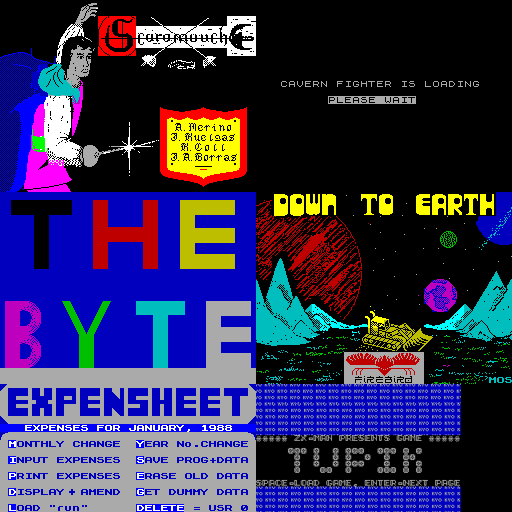 Scaramouche
A. Merino
J. Huelgas
R. Coll
J. A. Borras
CAVERN FIGHTER IS LOADING
PLEASE WAIT
THE
BYTE
DOWN TO EARTH
FIREBIRD
MOS
EXPENSHEET
EXPENSES FOR JANUARY, 1988
MONTHLY CHANGE YEAR No.CHANGE
INPUT EXPENSES SAVE PROG+DATA
PRINT EXPENSES ERASE OLD DATA
DISPLAY+AMEND GET DUMMY DATA
LOAD "run" DELETE = USR 0
***** ZX-MAN PRESENTS GAME *****
TUPIK
SPACE=LOAD GAME, ENTER=NEXT PAGE